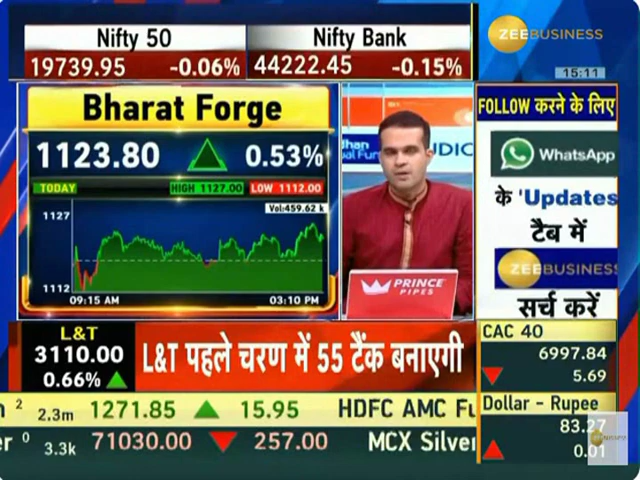 Nifty 50
19739.95 -0.06%
Nifty Bank
44222.45 -0.15%
ZEEBUSINESS
15:11
Bharat Forge
1123.80 0.53%
TODAY HIGH 1127.00 LOW 1112.00
Vol:459.62 k
1127
1112
09:15 AM 03:10 PM
PRINCE
PIPES
FOLLOW करने के लिए
WhatsApp
के 'Updates
टैब में
ZEEBUSINESS
सर्च करें
L&T
3110.00
0.66%
L&T पहले चरण में 55 टैंक बनाएगी
CAC 40
6997.84
5.69
Dollar - Rupee
83.27
0.01
2 2.3m 1271.85 15.95 HDFC AMC Fu
er 0 3.3k 71030.00 257.00 MCX Silver